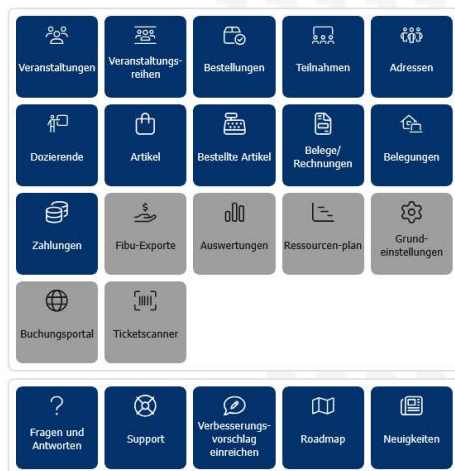 Veranstaltungen
Veranstaltungs-
reihen
Bestellungen
Teilnahmen
Adressen
Dozierende
Artikel
Bestellte Artikel
Belege/
Rechnungen
Belegungen
Zahlungen
Fibu-Exporte
Auswertungen
Ressourcen-plan
Grund-
einstellungen
Buchungsportal
Ticketscanner
Fragen und
Antworten
Support
Verbesserungs-
vorschlag
einreichen
Roadmap
Neuigkeiten